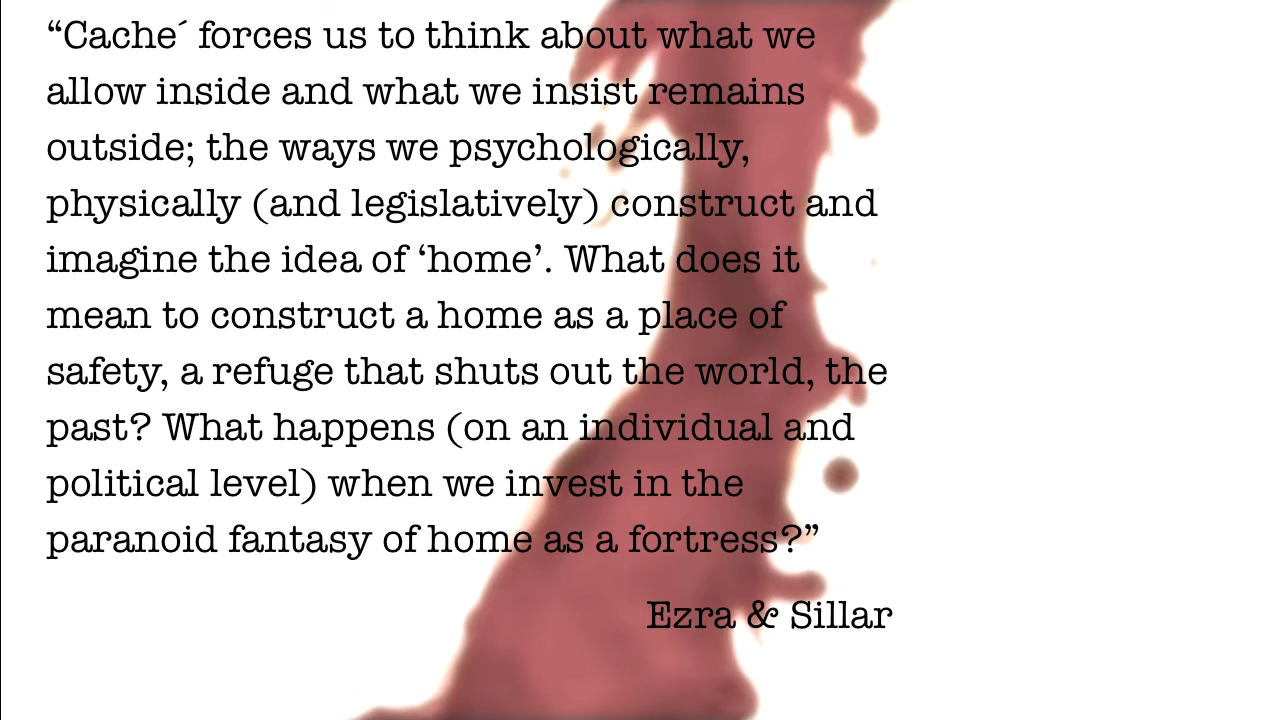 “Cache´ forces us to think about what we
allow inside and what we insist remains
outside; the ways we psychologically,
physically (and legislatively) construct and
imagine the idea of ‘home’. What does it
mean to construct a home as a place of
safety, a refuge that shuts out the world, the
past? What happens (on an individual and
political level) when we invest in the
paranoid fantasy of home as a fortress?”
Ezra & Sillar